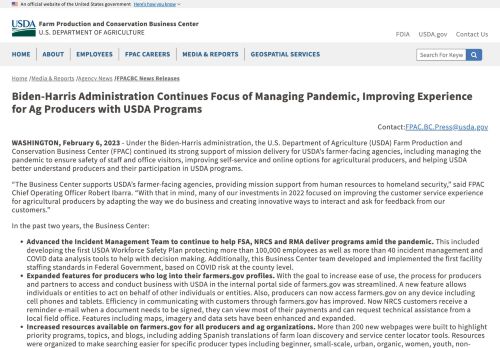 An official website of the United States government Here's how you know
USDA Farm Production and Conservation Business Center
U.S. DEPARTMENT OF AGRICULTURE
FOIA USDA.gov Contact Us
HOME ABOUT EMPLOYEES FPAC CAREERS MEDIA & REPORTS GEOSPATIAL SERVICES Search For Keyw
Home /Media & Reports /Agency News /FPACBC News Releases
Biden-Harris Administration Continues Focus of Managing Pandemic, Improving Experience
for Ag Producers with USDA Programs
Contact:FPAC.BC.Press@usda.gov
WASHINGTON, February 6, 2023 - Under the Biden-Harris administration, the U.S. Department of Agriculture (USDA) Farm Production and
Conservation Business Center (FPAC) continued its strong support of mission delivery for USDA's farmer-facing agencies, including managing the
pandemic to ensure safety of staff and office visitors, improving self-service and online options for agricultural producers, and helping USDA
better understand producers and their participation in USDA programs.
"The Business Center supports USDA's farmer-facing agencies, providing mission support from human resources to homeland security," said FPAC
Chief Operating Officer Robert Ibarra. "With that in mind, many of our investments in 2022 focused on improving the customer service experience
for agricultural producers by adapting the way we do business and creating innovative ways to interact and ask for feedback from our
customers."
In the past two years, the Business Center:
• Advanced the Incident Management Team to continue to help FSA, NRCS and RMA deliver programs amid the pandemic. This included
developing the first USDA Workforce Safety Plan protecting more than 100,000 employees as well as more than 40 incident management and
COVID data analysis tools to help with decision making. Additionally, this Business Center team developed and implemented the first facility
staffing standards in Federal Government, based on COVID risk at the county level.
• Expanded features for producers who log into their farmers.gov profiles. With the goal to increase ease of use, the process for producers
and partners to access and conduct business with USDA in the internal portal side of farmers.gov was streamlined. A new feature allows
individuals or entities to act on behalf of other individuals or entities. Also, producers can now access farmers.gov on any device including
cell phones and tablets. Efficiency in communicating with customers through farmers.gov has improved. Now NRCS customers receive a
reminder e-mail when a document needs to be signed, they can view most of their payments and can request technical assistance from a
local field office. Features including maps, imagery and data sets have been enhanced and expanded.
• Increased resources available on farmers.gov for all producers and ag organizations. More than 200 new webpages were built to highlight
priority programs, topics, and blogs, including adding Spanish translations of farm loan discovery and service center locator tools. Resources
were organized to make searching easier for specific producer types including beginner, small-scale, urban, organic, women, youth, non-